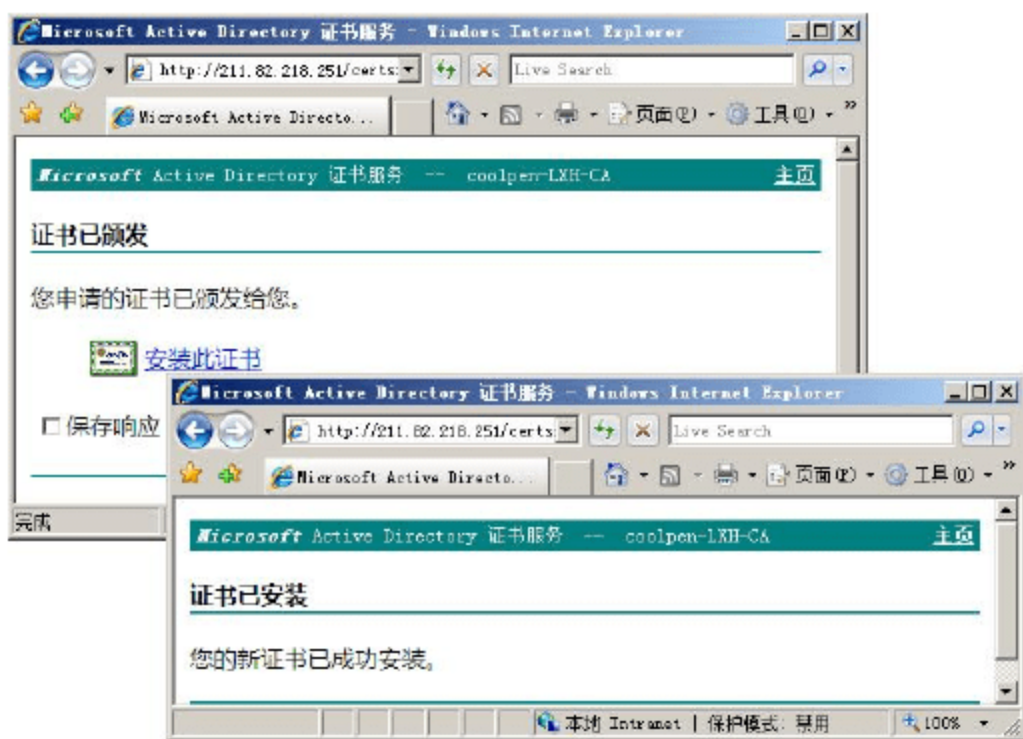 Microsoft Active Directory 证书服务 - Windows Internet Explorer
http://211.82.218.251/certs
Live Search
Microsoft Active Directo...
页面(P)
工具(O)
»
Microsoft Active Directory 证书服务 -- coolpen-LXH-CA
主页
证书已颁发
您申请的证书已颁发给您。
安装此证书
保存响应
完成
Microsoft Active Directory 证书服务 - Windows Internet Explorer
http://211.82.218.251/certs
Live Search
Microsoft Active Directo...
页面(P)
工具(O)
»
Microsoft Active Directory 证书服务 -- coolpen-LXH-CA
主页
证书已安装
您的新证书已成功安装。
本地 Intranet | 保护模式: 禁用
100%